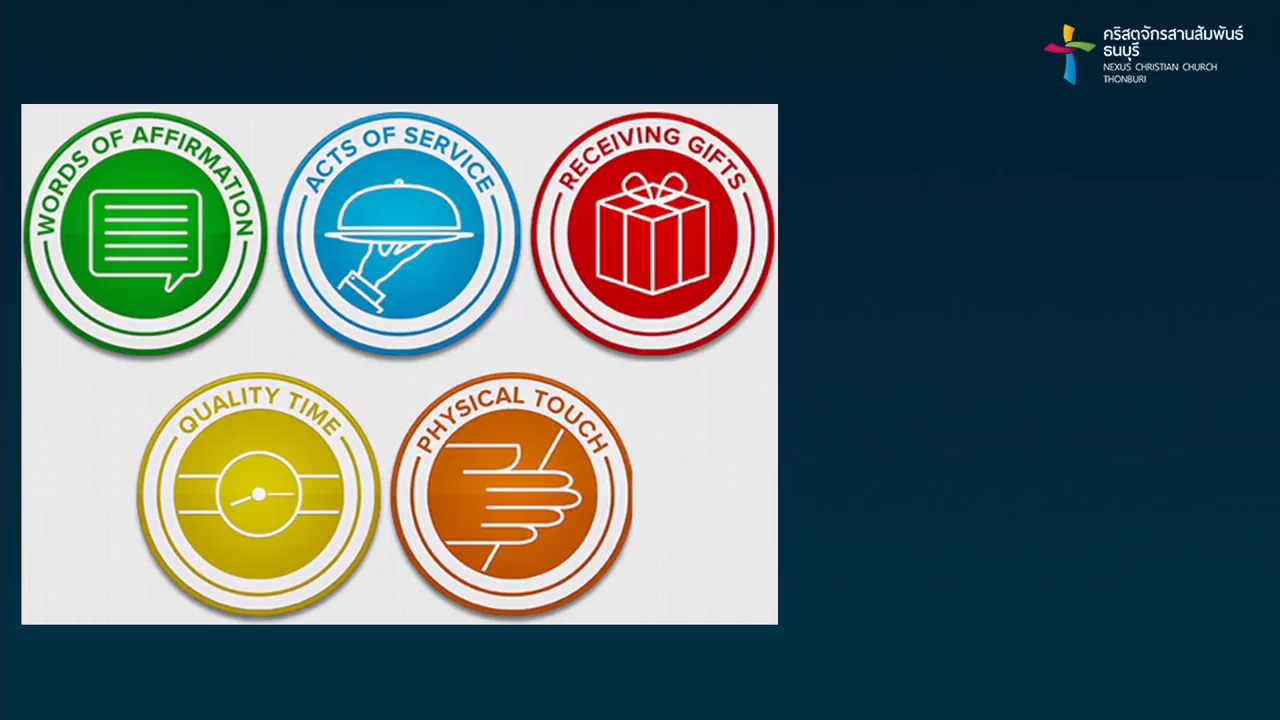 คริสตจักรสานสัมพันธ์
ธนบุรี
NEXUS CHRISTIAN CHURCH
THONBURI
WORDS OF AFFIRMATION
ACTS OF SERVICE
RECEIVING GIFTS
QUALITY TIME
PHYSICAL TOUCH